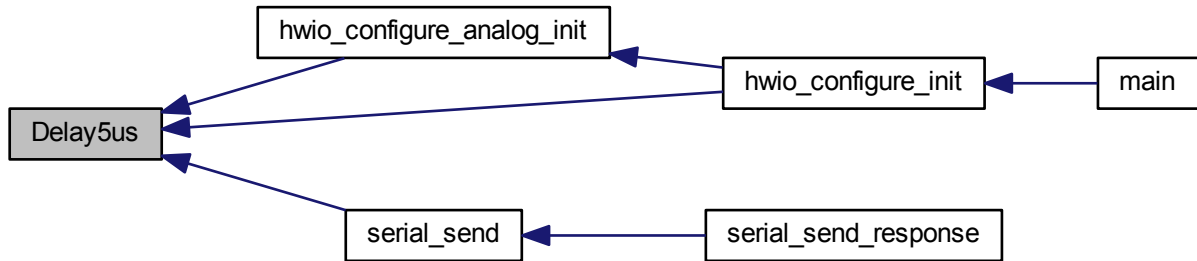 hwio_configure_analog_init
hwio_configure_init
main
Delay5us
serial_send
serial_send_response